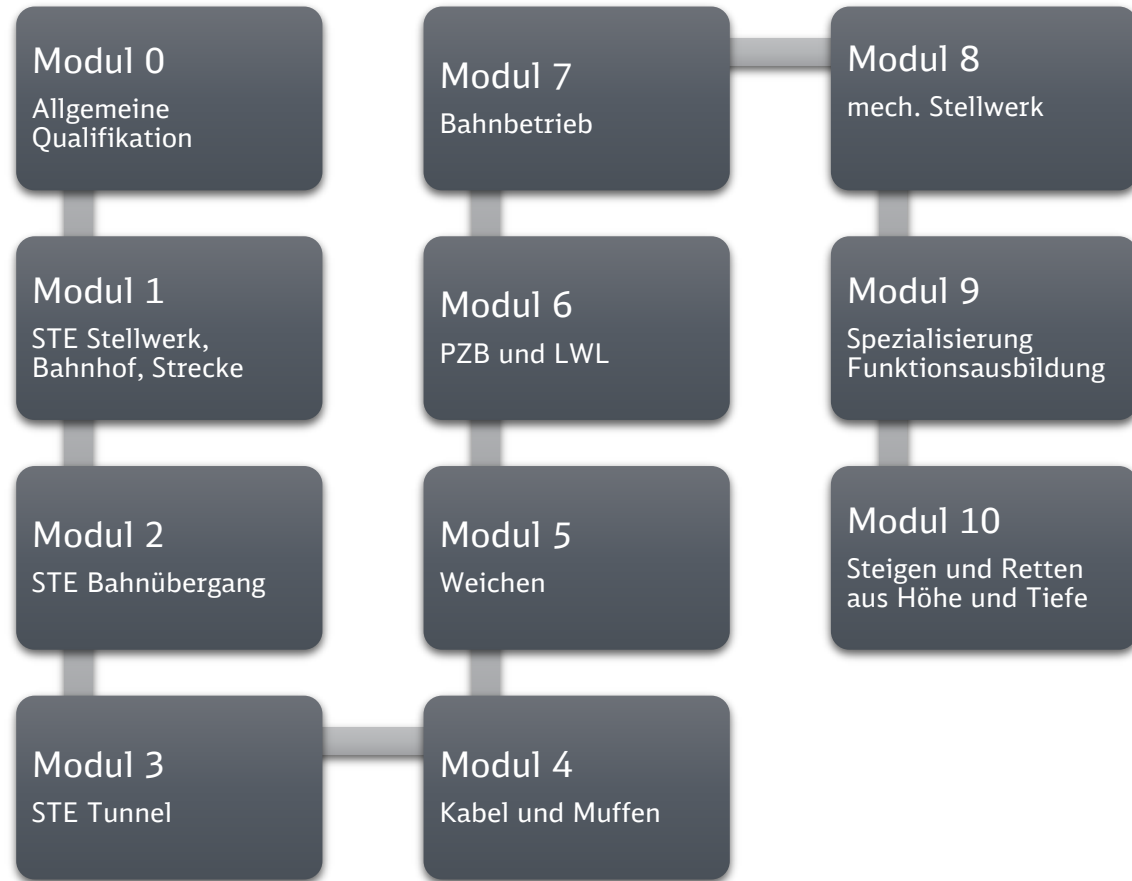 Modul 0
Allgemeine
Qualifikation
Modul 1
STE Stellwerk,
Bahnhof, Strecke
Modul 2
STE Bahnübergang
Modul 3
STE Tunnel
Modul 4
Kabel und Muffen
Modul 5
Weichen
Modul 6
PZB und LWL
Modul 7
Bahnbetrieb
Modul 8
mech. Stellwerk
Modul 9
Spezialisierung
Funktionsausbildung
Modul 10
Steigen und Retten
aus Höhe und Tiefe